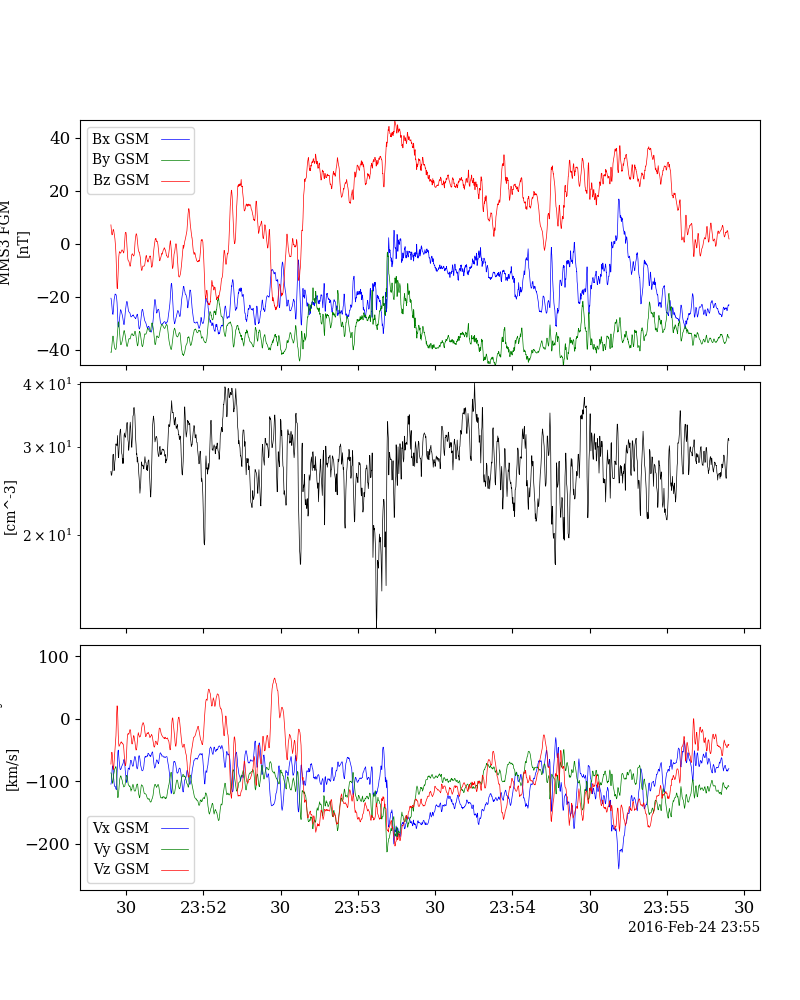 40
20
0
−20
−40
MMS3 FGM
[nT]
Bx GSM
By GSM
Bz GSM
4×10¹
3×10¹
2×10¹
[cm^-3]
100
0
−100
−200
[km/s]
Vx GSM
Vy GSM
Vz GSM
30 23:52 30 23:53 30 23:54 30 23:55 30
2016-Feb-24 23:55